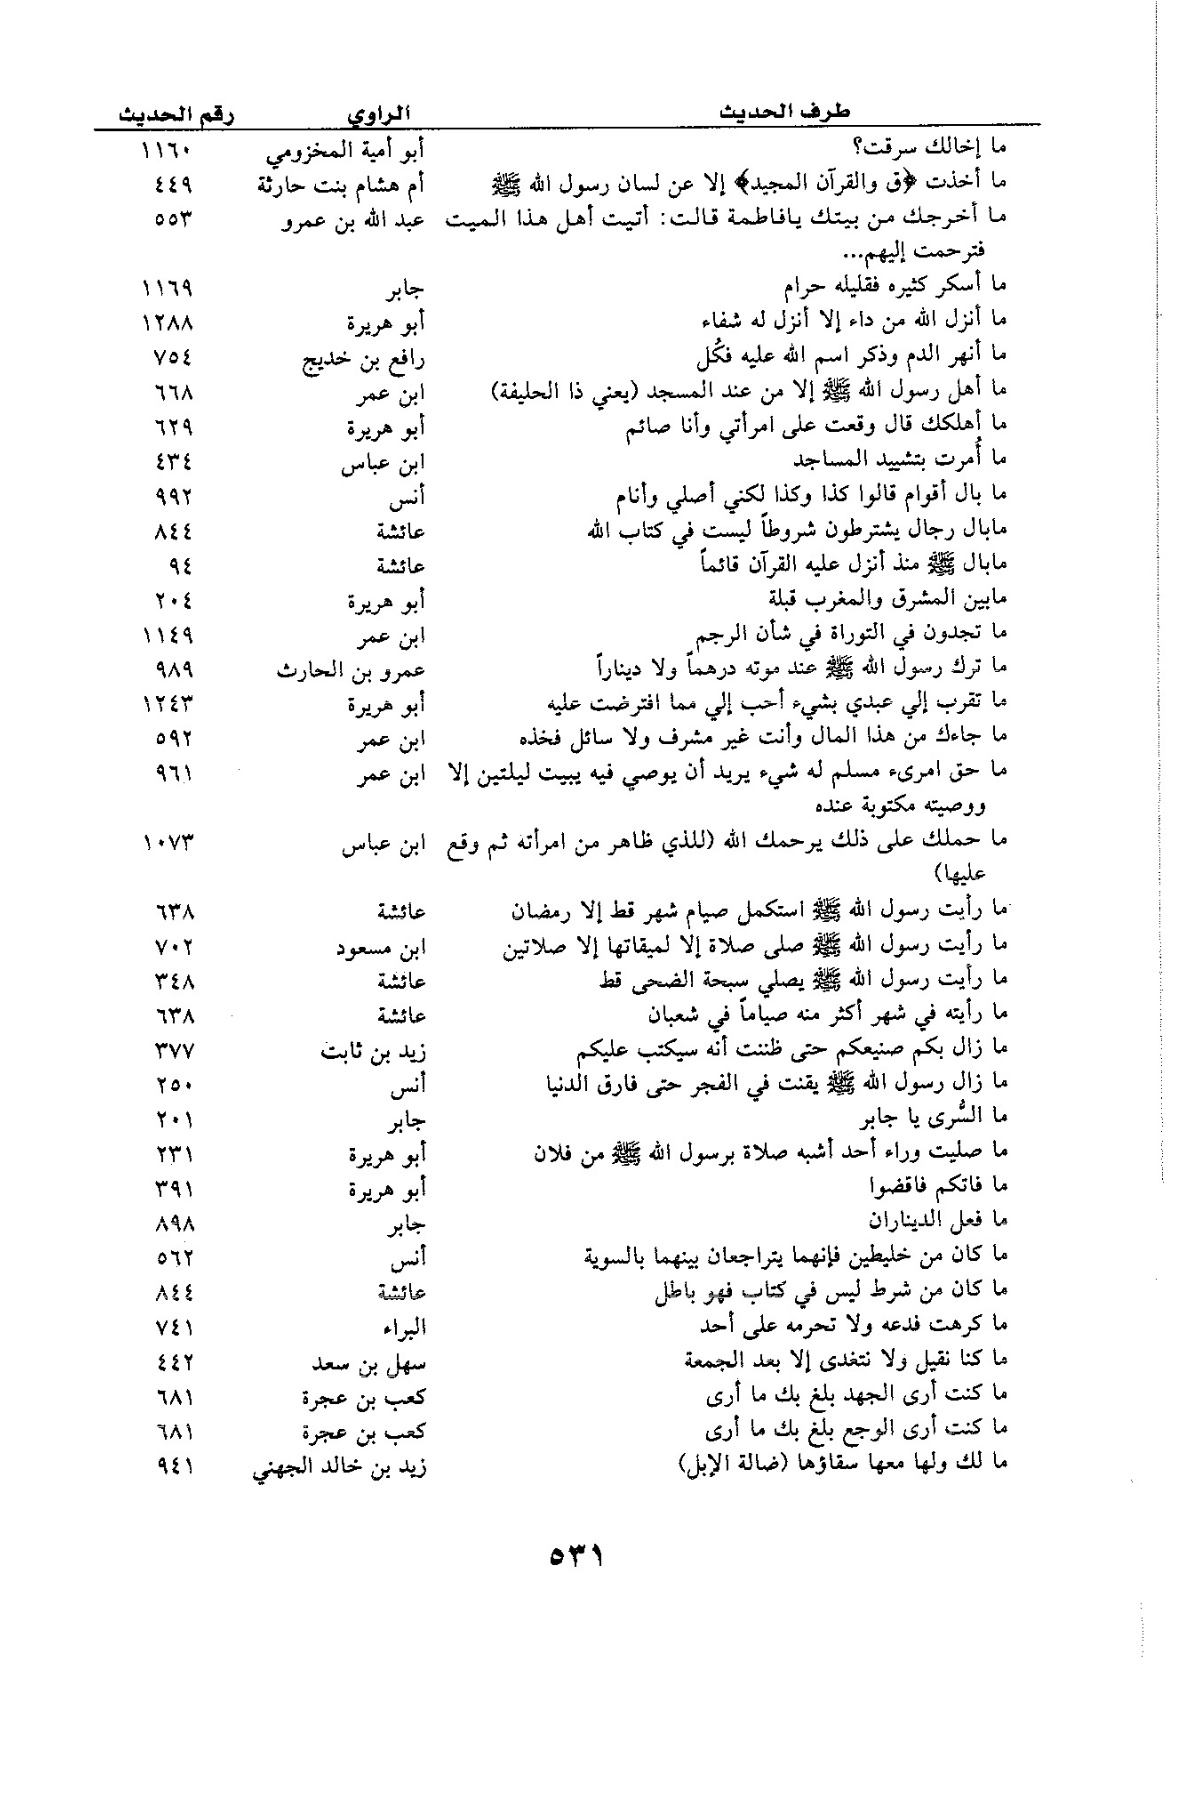 طرف الحديث الراوي رقم الحديث
ما إخالك سرقت؟ أبو أمية المخزومي ١١٦٠
ما أخذت ﴿ق والقرآن المجيد﴾ إلا عن لسان رسول الله ﷺ أم هشام بنت حارثة ٤٤٩
ما أخرجك من بيتك يافاطمة قالت: أتيت أهل هذا الميت عبد الله بن عمرو ٥٥٣
فترحمت إليهم...
ما أسكر كثيره فقليله حرام جابر ١١٦٩
ما أنزل الله من داء إلا أنزل له شفاء أبو هريرة ١٢٨٨
ما أنهر الدم وذكر اسم الله عليه فكُل رافع بن خديج ٧٥٤
ما أهل رسول الله ﷺ إلا من عند المسجد (يعني ذا الحليفة) ابن عمر ٦٦٨
ما أهلكك قال وقعت على امرأتي وأنا صائم أبو هريرة ٦٢٩
ما أُمرت بتشييد المساجد ابن عباس ٤٣٤
ما بال أقوام قالوا كذا وكذا لكني أصلي وأنام أنس ٩٩٢
مابال رجال يشترطون شروطاً ليست في كتاب الله عائشة ٨٤٤
مابال ﷺ منذ أنزل عليه القرآن قائماً عائشة ٩٤
مابين المشرق والمغرب قبلة أبو هريرة ٢٠٤
ما تجدون في التوراة في شأن الرجم ابن عمر ١١٤٩
ما ترك رسول الله ﷺ عند موته درهماً ولا ديناراً عمرو بن الحارث ٩٨٩
ما تقرب إلي عبدي بشيء أحب إلي مما افترضت عليه أبو هريرة ١٢٤٣
ما جاءك من هذا المال وأنت غير مشرف ولا سائل فخذه ابن عمر ٥٩٢
ما حق امرىء مسلم له شيء يريد أن يوصي فيه يبيت ليلتين إلا ابن عمر ٩٦١
ووصيته مكتوبة عنده
ما حملك على ذلك يرحمك الله (للذي ظاهر من امرأته ثم وقع ابن عباس ١٠٧٣
عليها)
ما رأيت رسول الله ﷺ استكمل صيام شهر قط إلا رمضان عائشة ٦٣٨
ما رأيت رسول الله ﷺ صلى صلاة إلا لميقاتها إلا صلاتين ابن مسعود ٧٠٢
ما رأيت رسول الله ﷺ يصلي سبحة الضحى قط عائشة ٣٤٨
ما رأيته في شهر أكثر منه صياماً في شعبان عائشة ٦٣٨
ما زال بكم صنيعكم حتى ظننت أنه سيكتب عليكم زيد بن ثابت ٣٧٧
ما زال رسول الله ﷺ يقنت في الفجر حتى فارق الدنيا أنس ٢٥٠
ما السُّرى يا جابر جابر ٢٠١
ما صليت وراء أحد أشبه صلاة برسول الله ﷺ من فلان أبو هريرة ٢٣١
ما فاتكم فاقضوا أبو هريرة ٣٩١
ما فعل الديناران جابر ٨٩٨
ما كان من خليطين فإنهما يتراجعان بينهما بالسوية أنس ٥٦٢
ما كان من شرط ليس في كتاب فهو باطل عائشة ٨٤٤
ما كرهت فدعه ولا تحرمه على أحد البراء ٧٤١
ما كنا نقيل ولا نتغدى إلا بعد الجمعة سهل بن سعد ٤٤٢
ما كنت أرى الجهد بلغ بك ما أرى كعب بن عجرة ٦٨١
ما كنت أرى الوجع بلغ بك ما أرى كعب بن عجرة ٦٨١
ما لك ولها معها سقاؤها (ضالة الإبل) زيد بن خالد الجهني ٩٤١
٥٣١